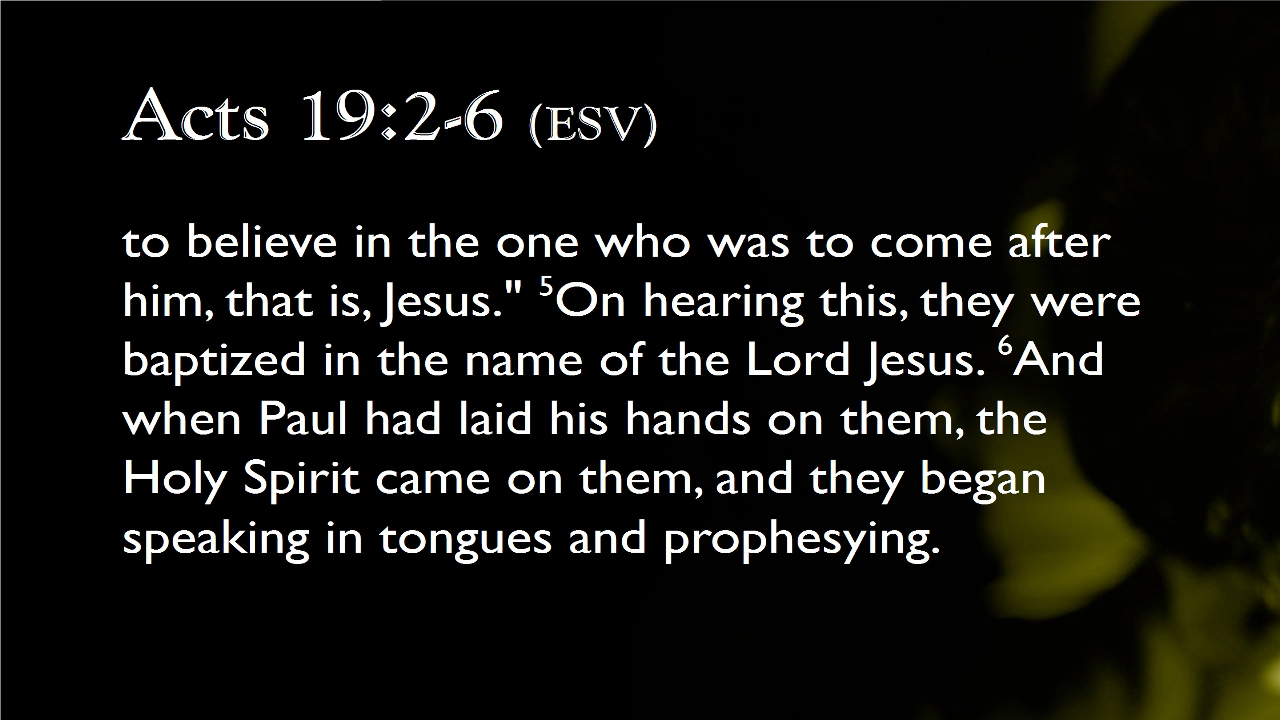 Acts 19:2-6 (ESV)
to believe in the one who was to come after
him, that is, Jesus." ⁵On hearing this, they were
baptized in the name of the Lord Jesus. ⁶And
when Paul had laid his hands on them, the
Holy Spirit came on them, and they began
speaking in tongues and prophesying.